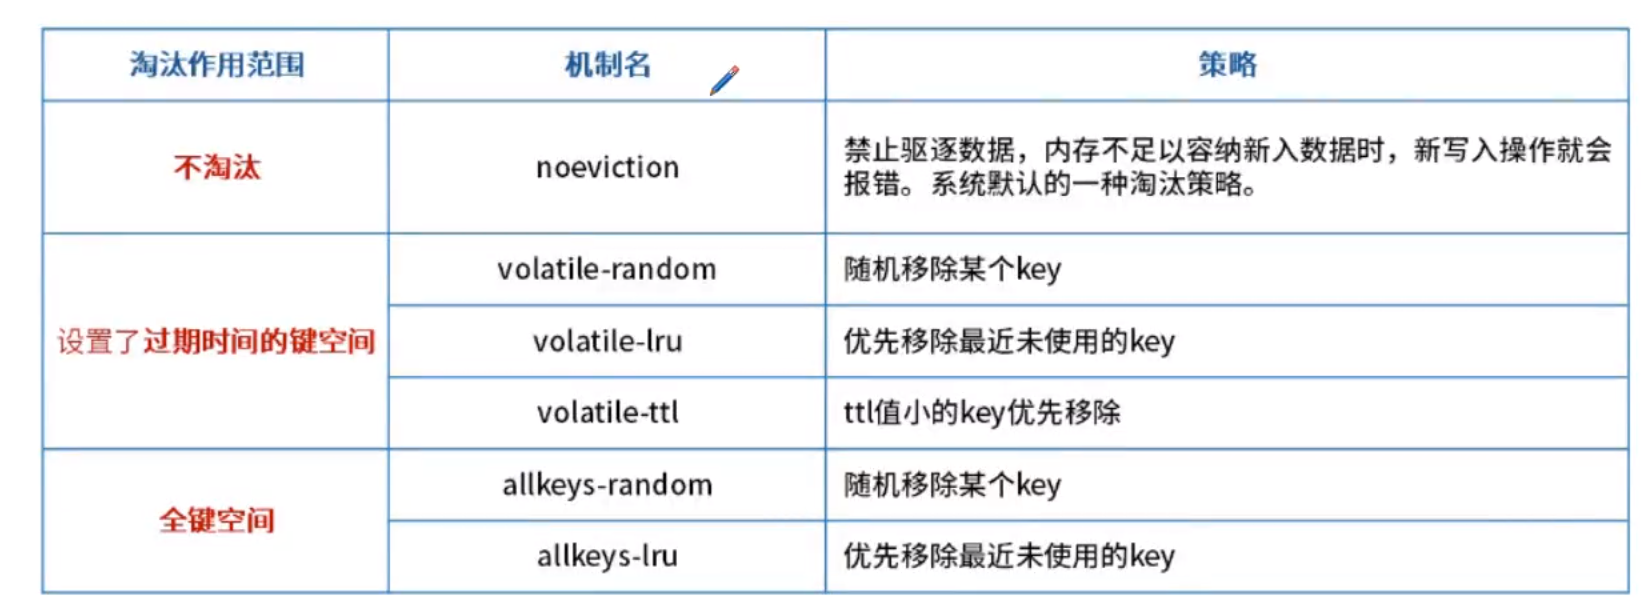 淘汰作用范围 机制名 策略
不淘汰 noeviction 禁止驱逐数据，内存不足以容纳新入数据时，新写入操作就会
报错。系统默认的一种淘汰策略。
设置了过期时间的键空间
volatile-random 随机移除某个key
volatile-lru 优先移除最近未使用的key
volatile-ttl ttl值小的key优先移除
全键空间
allkeys-random 随机移除某个key
allkeys-lru 优先移除最近未使用的key